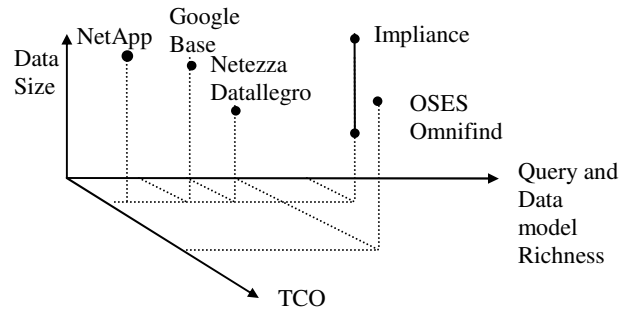 NetApp
Google
Base
Impliance
Data
Size
Netezza
Datallegro
OSES
Omnifind
Query and
Data
model
Richness
TCO